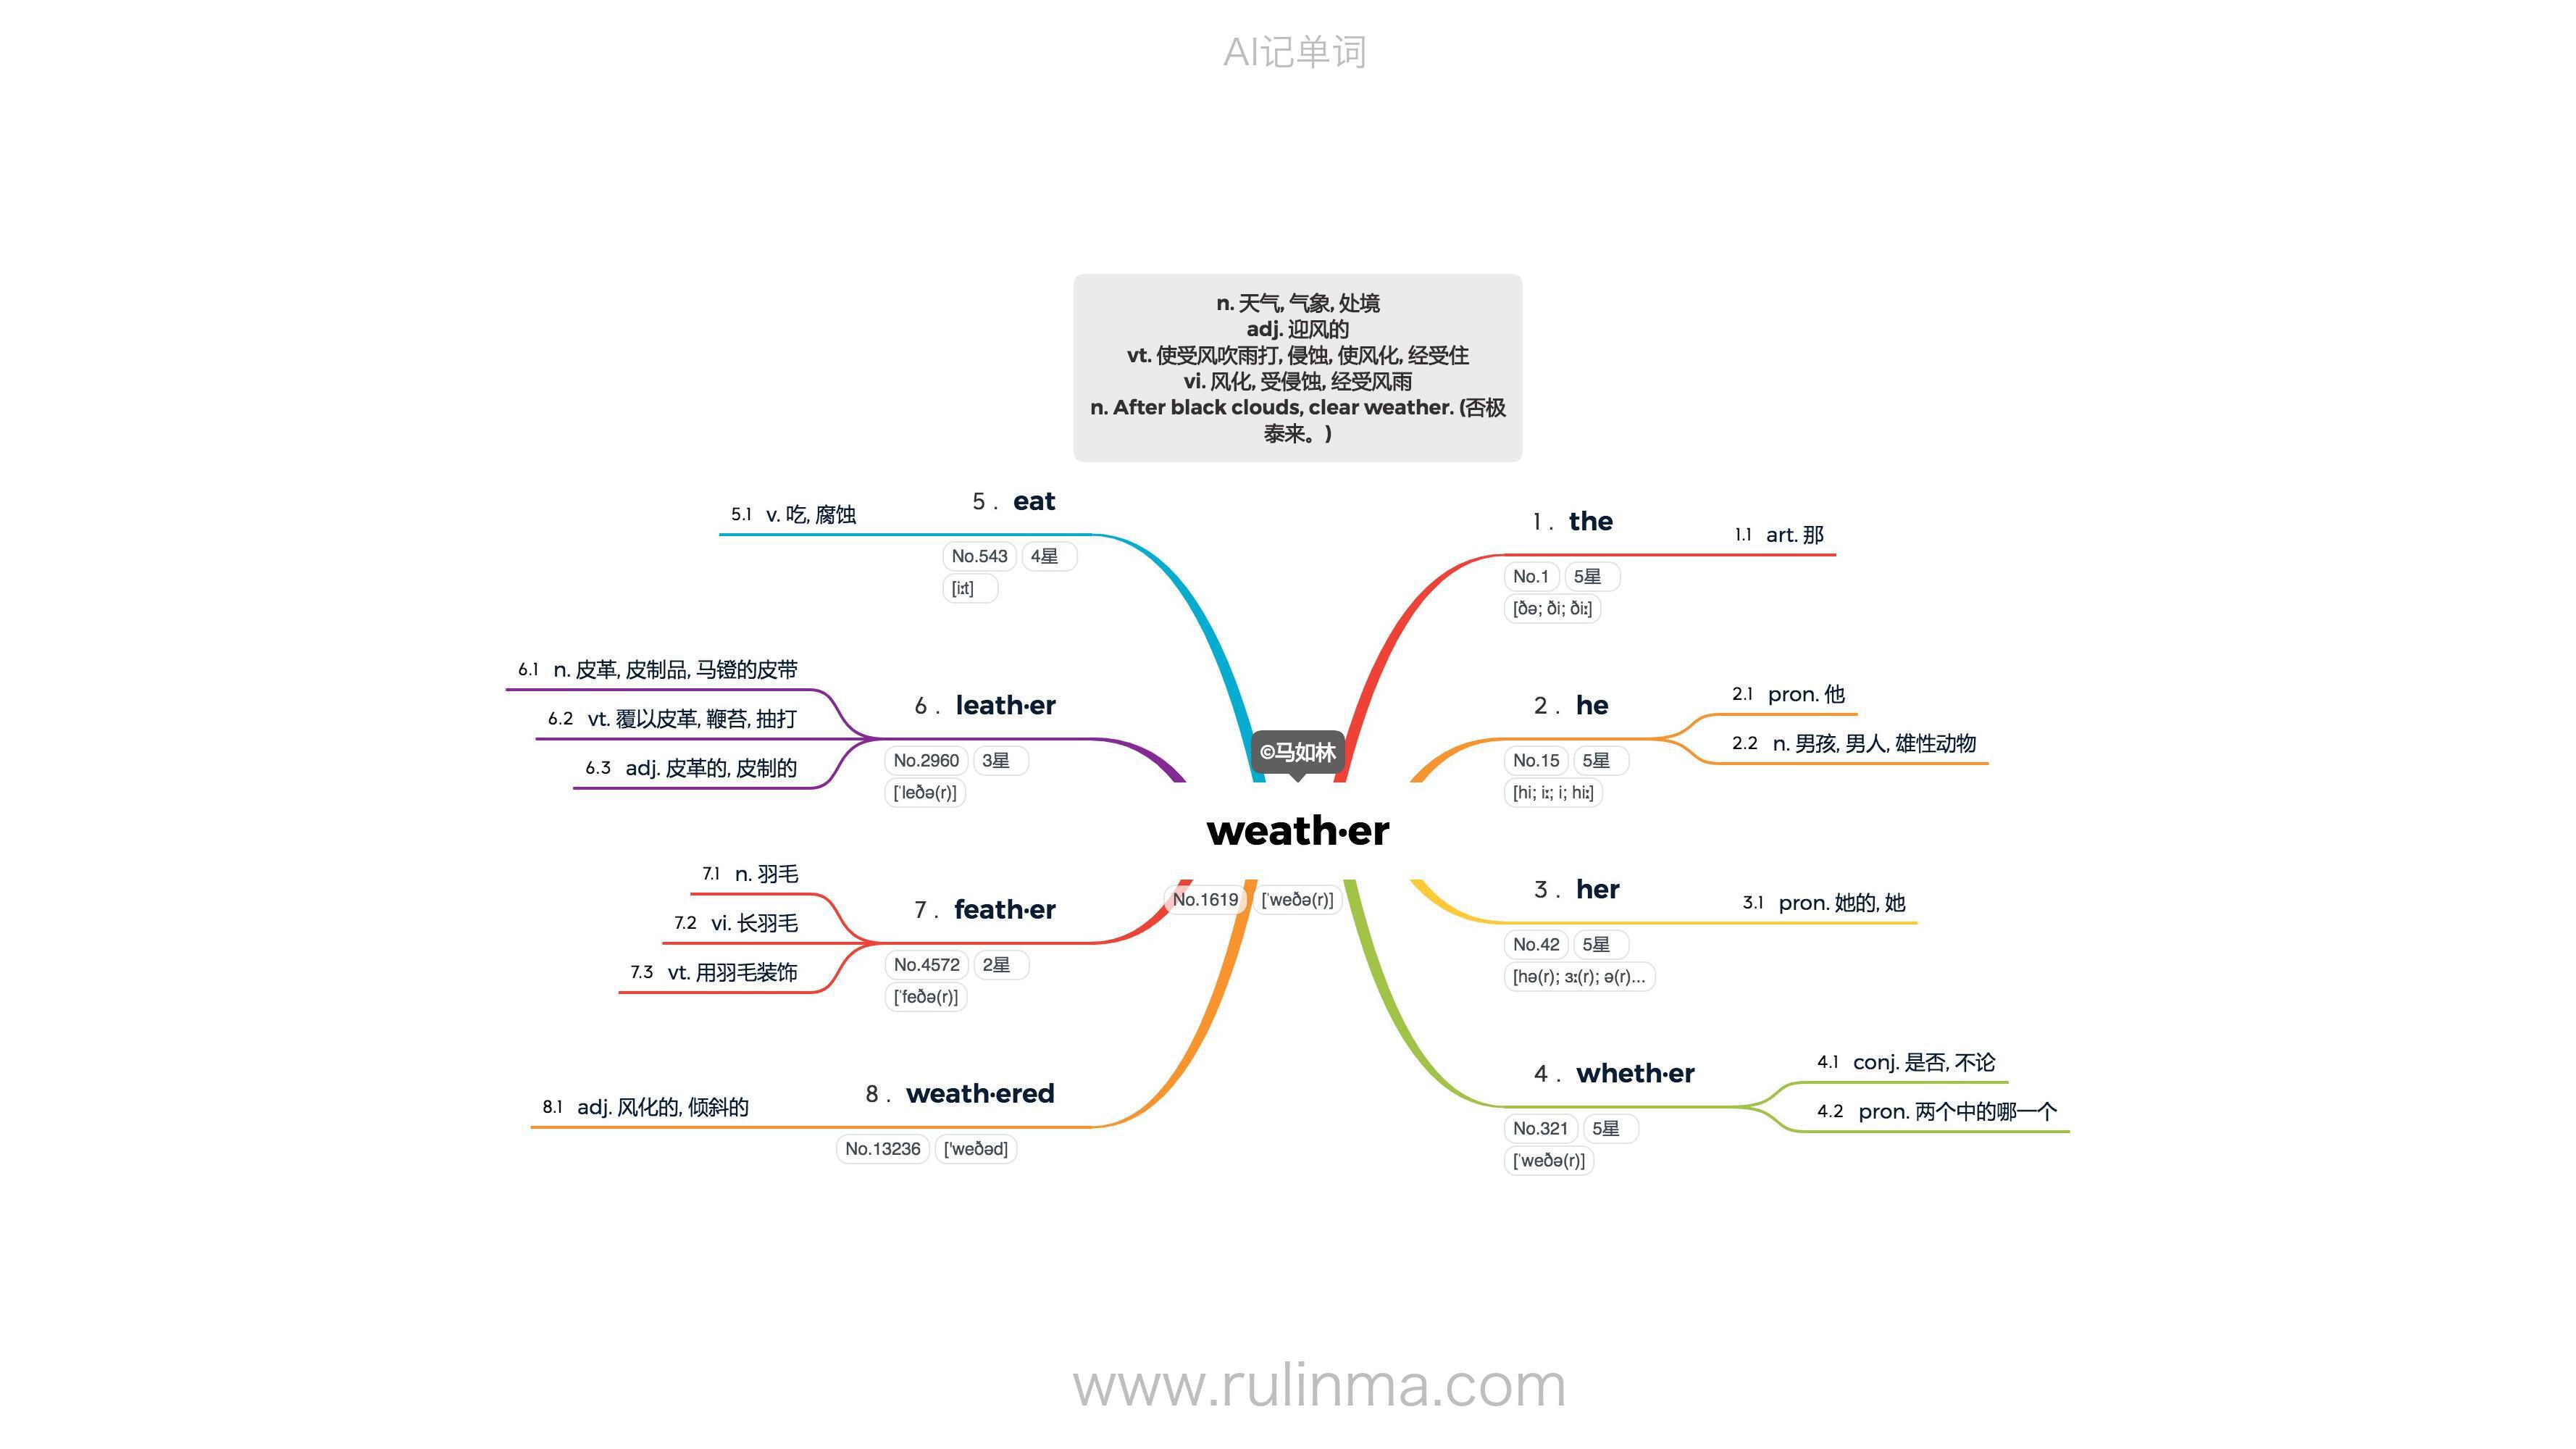 AI记单词
n. 天气, 气象, 处境
adj. 迎风的
vt. 使受风吹雨打, 侵蚀, 使风化, 经受住
vi. 风化, 受侵蚀, 经受风雨
n. After black clouds, clear weather. (否极
泰来。)
©马如林
weath·er
No.1619 [ˈweðə(r)]
1 . the
No.1 5星
[ðə; ði; ðiː]
1.1 art. 那
2 . he
No.15 5星
[hi; iː; i; hiː]
2.1 pron. 他
2.2 n. 男孩, 男人, 雄性动物
3 . her
No.42 5星
[hə(r); ɜː(r); ə(r)...
3.1 pron. 她的, 她
4 . wheth·er
No.321 5星
[ˈweðə(r)]
4.1 conj. 是否, 不论
4.2 pron. 两个中的哪一个
5 . eat
No.543 4星
[iːt]
5.1 v. 吃, 腐蚀
6 . leath·er
No.2960 3星
[ˈleðə(r)]
6.1 n. 皮革, 皮制品, 马镫的皮带
6.2 vt. 覆以皮革, 鞭苔, 抽打
6.3 adj. 皮革的, 皮制的
7 . feath·er
No.4572 2星
[ˈfeðə(r)]
7.1 n. 羽毛
7.2 vi. 长羽毛
7.3 vt. 用羽毛装饰
8 . weath·ered
No.13236 ['weðəd]
8.1 adj. 风化的, 倾斜的
www.rulinma.com